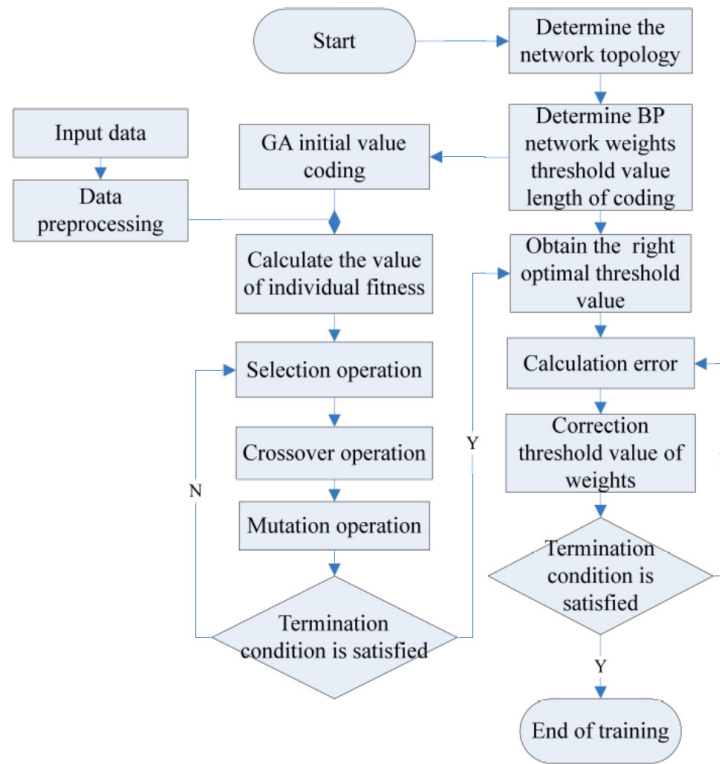 Start
Determine the
network topology
Input data
Data
preprocessing
GA initial value
coding
Determine BP
network weights
threshold value
length of coding
Calculate the value
of individual fitness
Obtain the right
optimal threshold
value
Selection operation
Calculation error
Crossover operation
Correction
threshold value of
weights
N
Y
Mutation operation
Termination
condition is satisfied
Termination
condition is
satisfied
Y
End of training